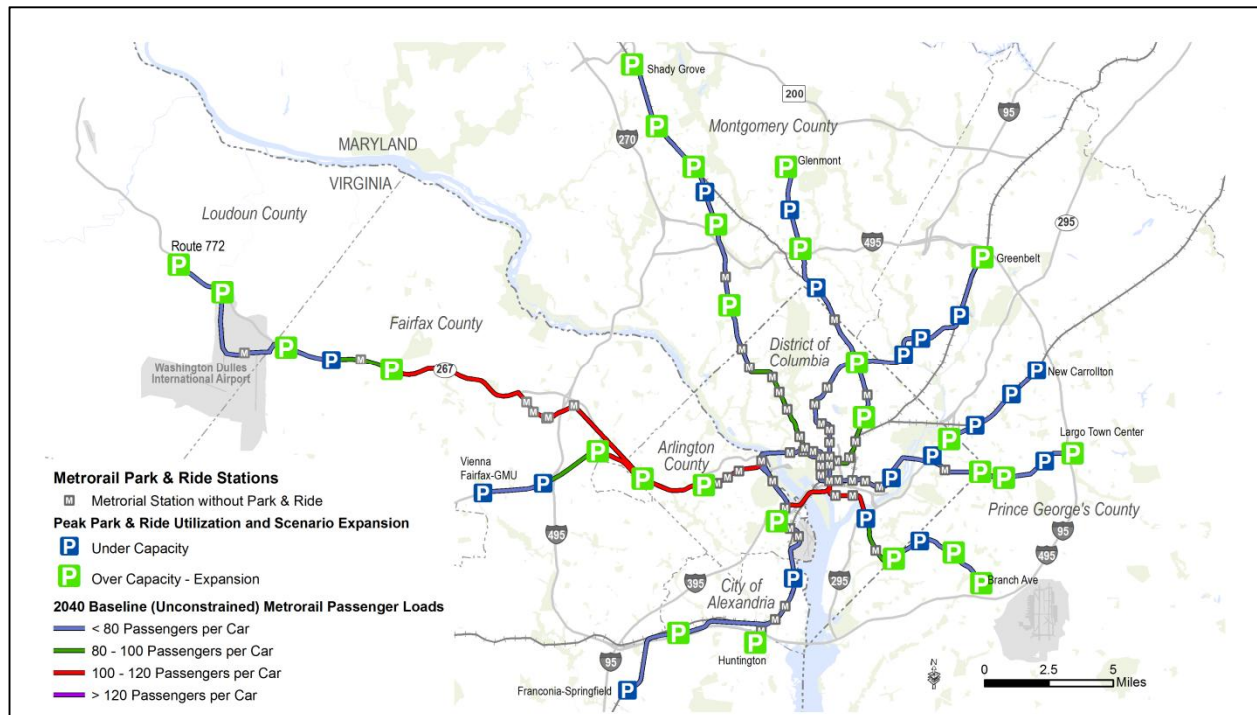 Shady Grove
200
270
Montgomery County
95
MARYLAND
VIRGINIA
Glenmont
Loudoun County
295
495
Route 772
Greenbelt
Fairfax County
District of
Columbia
Washington Dulles
International Airport
267
New Carrollton
Arlington
County
Largo Town Center
Vienna
Fairfax-GMU
Metrorail Park & Ride Stations
M Metrorial Station without Park & Ride
Peak Park & Ride Utilization and Scenario Expansion
P Under Capacity
P Over Capacity - Expansion
2040 Baseline (Unconstrained) Metrorail Passenger Loads
< 80 Passengers per Car
80 - 100 Passengers per Car
100 - 120 Passengers per Car
> 120 Passengers per Car
495
Prince George's County
95
495
395
City of
Alexandria
295
Branch Ave
95
Huntington
Franconia-Springfield
0 2.5 5
Miles